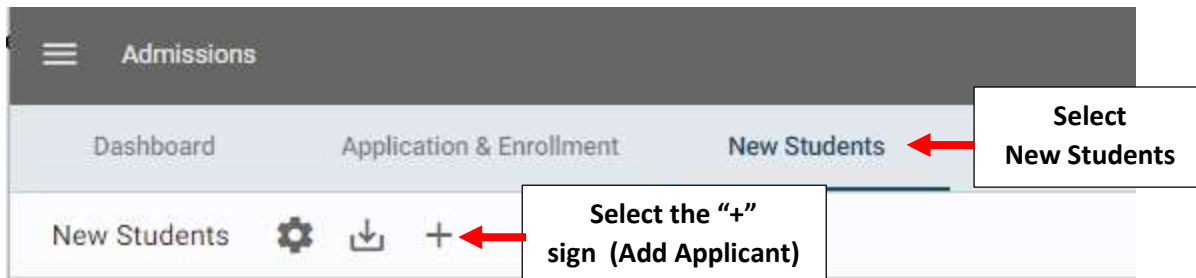 Admissions
Dashboard
Application & Enrollment
New Students
Select
New Students
New Students
+
Select the “+”
sign (Add Applicant)